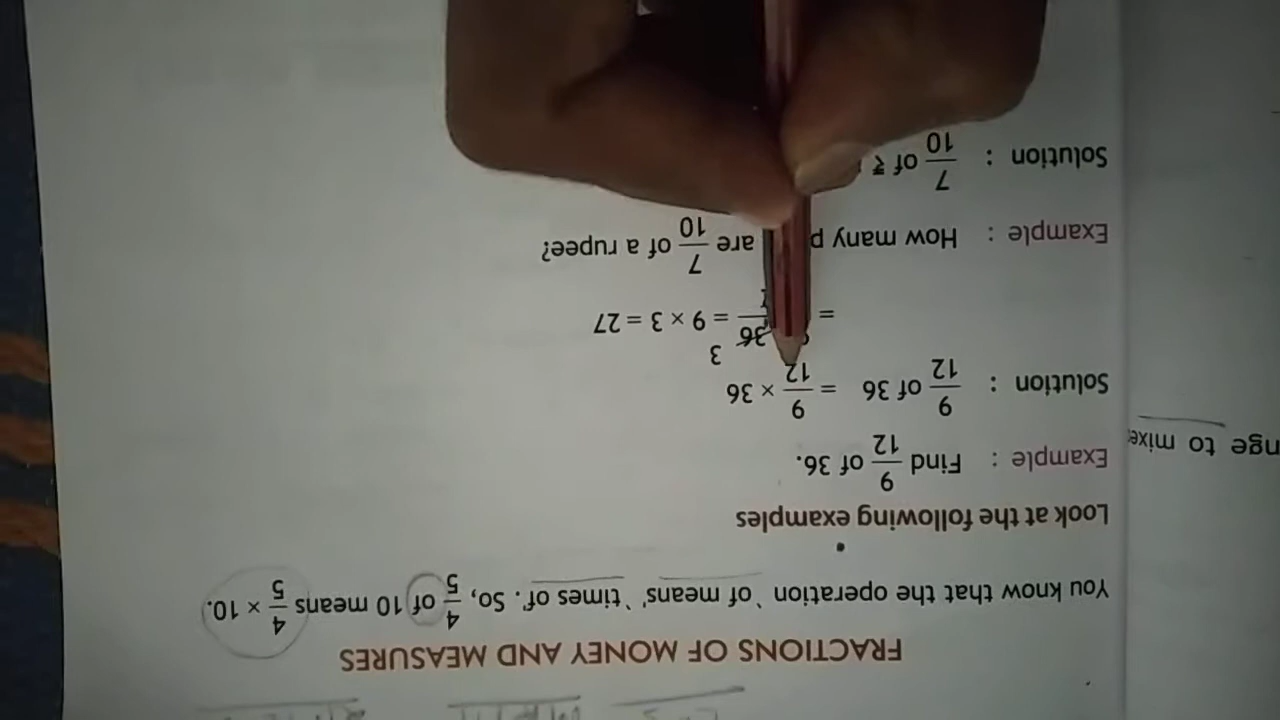 FRACTIONS OF MONEY AND MEASURES
You know that the operation `of means' `times of'. So, 4/5 of 10 means 4/5 × 10.
Look at the following examples
Example : Find 9/12 of 36.
Solution : 9/12 of 36 = 9/12 × 36
= 36 3 = 9 × 3 = 27
Example : How many are 7/10 of a rupee?
Solution : 7/10 of ₹
nge to mixe